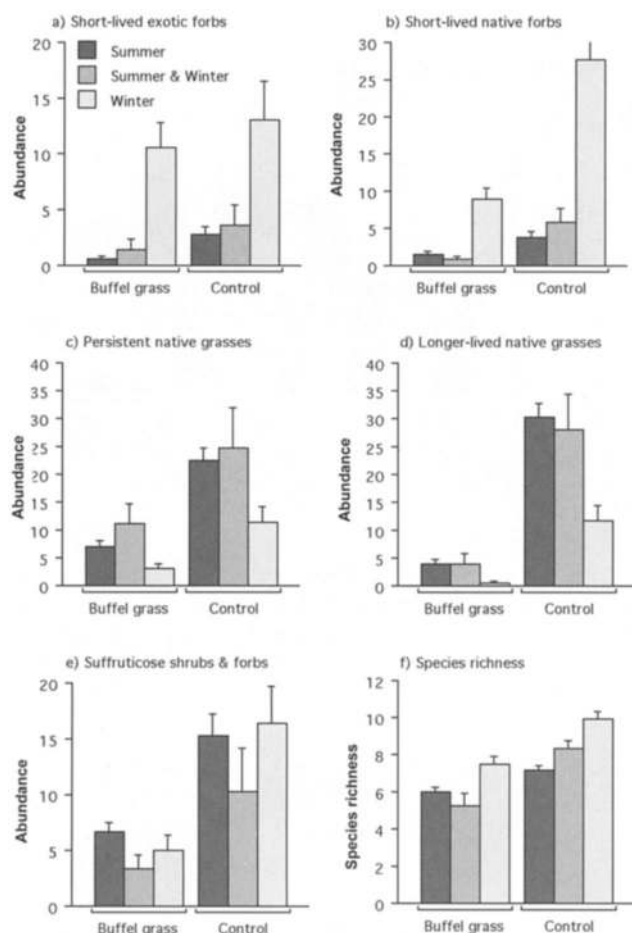 a) Short-lived exotic forbs
20
15
10
5
0
Abundance
Summer
Summer & Winter
Winter
Buffel grass
Control
b) Short-lived native forbs
30
25
20
15
10
5
0
Abundance
Buffel grass
Control
c) Persistent native grasses
40
35
30
25
20
15
10
5
0
Abundance
Buffel grass
Control
d) Longer-lived native grasses
40
35
30
25
20
15
10
5
0
Abundance
Buffel grass
Control
e) Suffruticose shrubs & forbs
20
15
10
5
0
Abundance
Buffel grass
Control
f) Species richness
12
10
8
6
4
2
0
Species richness
Buffel grass
Control